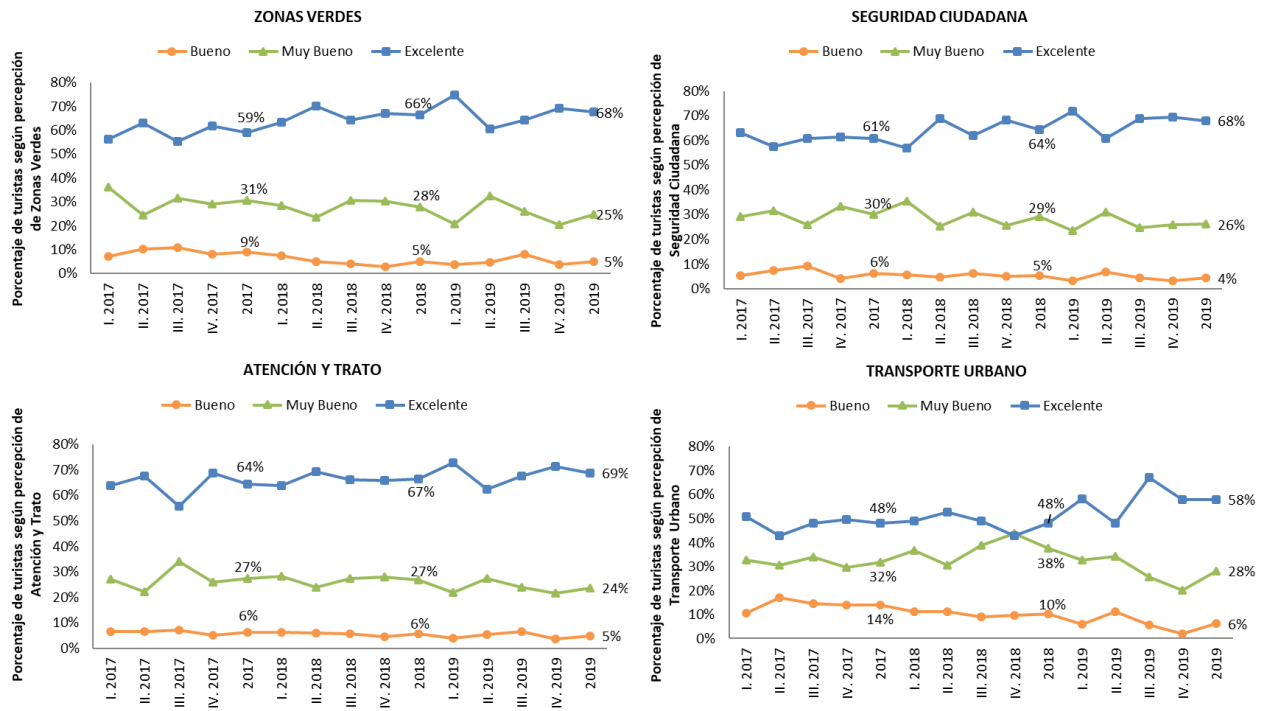 ZONAS VERDES
Bueno Muy Bueno Excelente
Porcentaje de turistas según percepción
de Zonas Verdes
80%
70%
60%
50%
40%
30%
20%
10%
0%
59%
66%
68%
31%
28%
25%
9%
5%
5%
I. 2017
II. 2017
III. 2017
IV. 2017
2017
I. 2018
II. 2018
III. 2018
IV. 2018
2018
I. 2019
II. 2019
III. 2019
IV. 2019
2019
SEGURIDAD CIUDADANA
Bueno Muy Bueno Excelente
Porcentaje de turistas según percepción de
Seguridad Ciudadana
80%
70%
60%
50%
40%
30%
20%
10%
0%
61%
64%
68%
30%
29%
26%
6%
5%
4%
I. 2017
II. 2017
III. 2017
IV. 2017
2017
I. 2018
II. 2018
III. 2018
IV. 2018
2018
I. 2019
II. 2019
III. 2019
IV. 2019
2019
ATENCIÓN Y TRATO
Bueno Muy Bueno Excelente
Porcentaje de turistas según percepción de
Atención y Trato
80%
70%
60%
50%
40%
30%
20%
10%
0%
64%
67%
69%
27%
27%
24%
6%
6%
5%
I. 2017
II. 2017
III. 2017
IV. 2017
2017
I. 2018
II. 2018
III. 2018
IV. 2018
2018
I. 2019
II. 2019
III. 2019
IV. 2019
2019
TRANSPORTE URBANO
Bueno Muy Bueno Excelente
Porcentaje de turistas según percepción de
Transporte Urbano
80%
70%
60%
50%
40%
30%
20%
10%
0%
48%
48%
58%
32%
38%
28%
14%
10%
6%
I. 2017
II. 2017
III. 2017
IV. 2017
2017
I. 2018
II. 2018
III. 2018
IV. 2018
2018
I. 2019
II. 2019
III. 2019
IV. 2019
2019